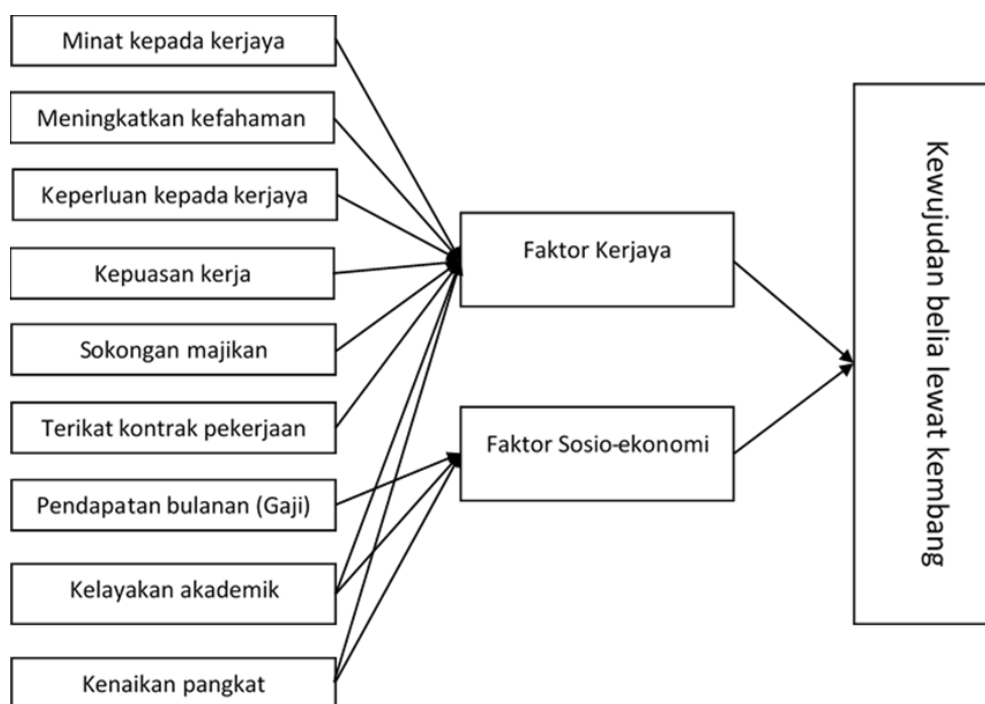 Minat kepada kerjaya
Meningkatkan kefahaman
Keperluan kepada kerjaya
Kepuasan kerja
Sokongan majikan
Terikat kontrak pekerjaan
Pendapatan bulanan (Gaji)
Kelayakan akademik
Kenaikan pangkat
Faktor Kerjaya
Faktor Sosio-ekonomi
Kewujudan belia lewat kembang